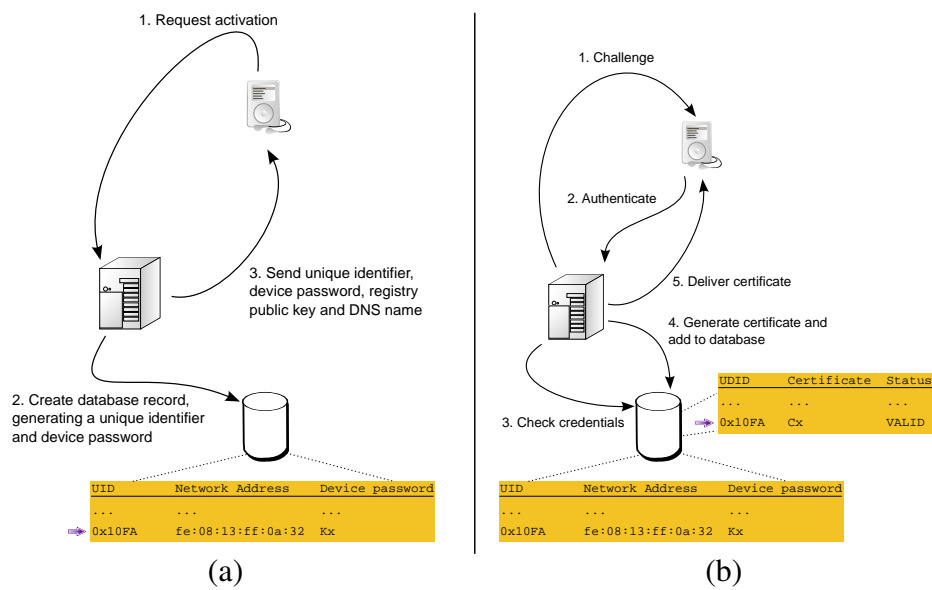 1. Request activation
3. Send unique identifier,
device password, registry
public key and DNS name
2. Create database record,
generating a unique identifier
and device password
UID Network Address Device password
... ... ...
0x10FA fe:08:13:ff:0a:32 Kx
(a)
1. Challenge
2. Authenticate
5. Deliver certificate
4. Generate certificate and
add to database
3. Check credentials
UDID Certificate Status
... ... ...
0x10FA Cx VALID
UID Network Address Device password
... ... ...
0x10FA fe:08:13:ff:0a:32 Kx
(b)